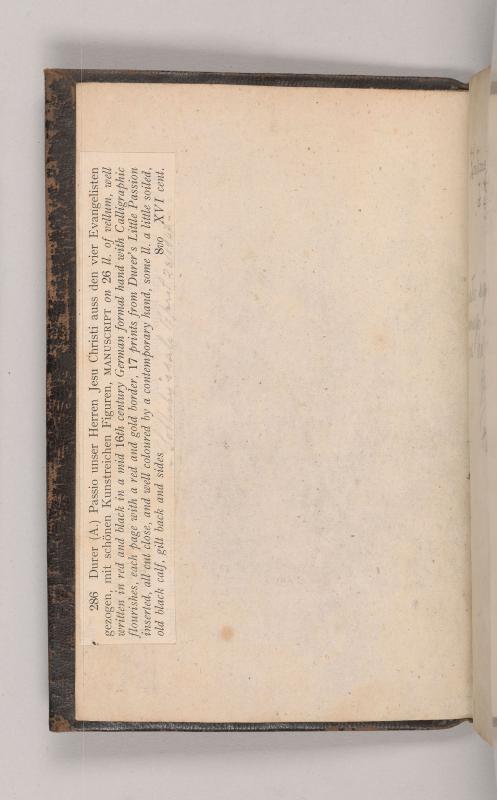 286 Durer (A.) Passio unser Herren Jesu Christi auss den vier Evangelisten
gezogen, mit schönen Kunstreichen Figuren, MANUSCRIPT on 26 ll. of vellum, well
written in red and black in a mid 16th century German formal hand with Calligraphic
flourishes, each page with a red and gold border, 17 prints from Durer's Little Passion
inserted, all cut close, and well coloured by a contemporary hand, some ll. a little soiled,
old black calf, gilt back and sides 8vo XVI cent.